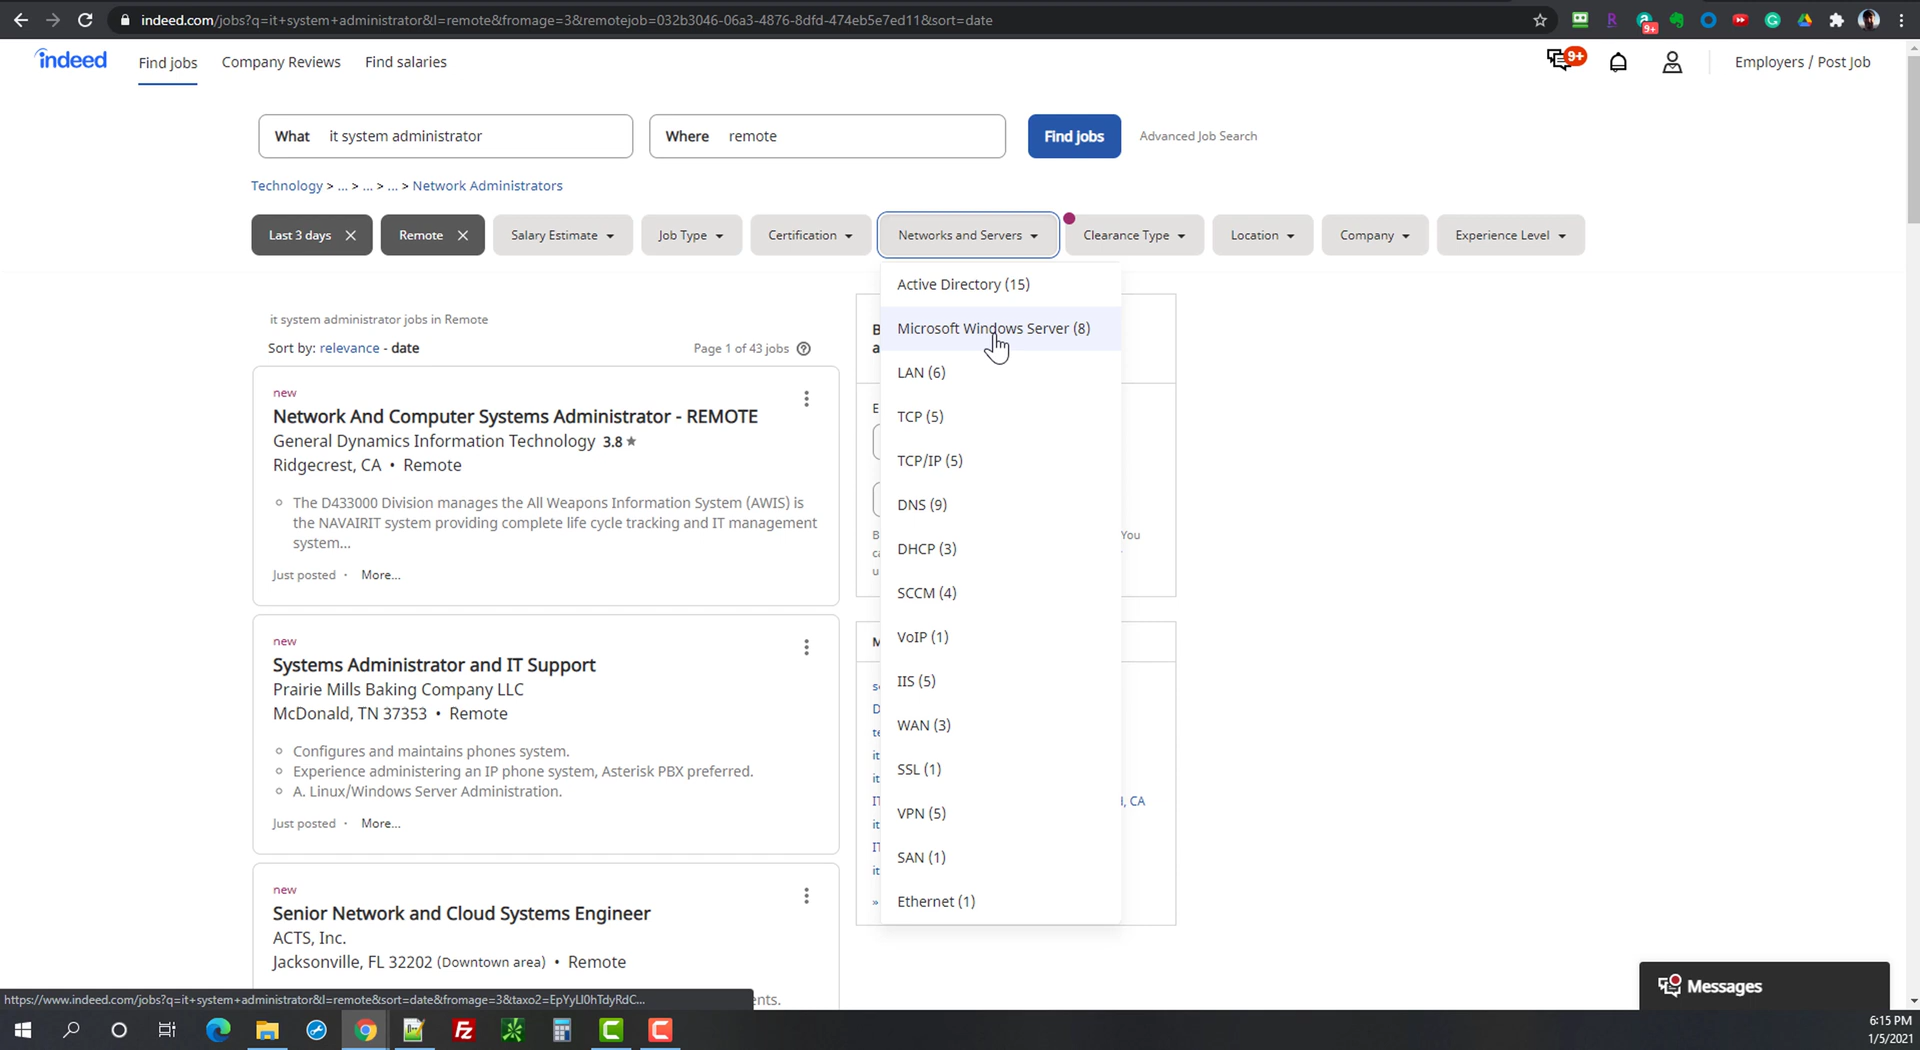 indeed.com/jobs?q=it+system+administrator&l=remote&fromage=3&remotejob=032b3046-06a3-4876-8dfd-474eb5e7ed11&sort=date
9+
indeed
Find jobs
Company Reviews
Find salaries
9+
Employers / Post Job
What it system administrator
Where remote
Find Jobs
Advanced Job Search
Technology > ... > ... > ... > Network Administrators
Last 3 days
Remote
Salary Estimate
Job Type
Certification
Networks and Servers
Clearance Type
Location
Company
Experience Level
it system administrator jobs in Remote
Sort by: relevance - date
Page 1 of 43 jobs
new
Network And Computer Systems Administrator - REMOTE
General Dynamics Information Technology 3.8
Ridgecrest, CA • Remote
The D433000 Division manages the All Weapons Information System (AWIS) is
the NAVAIRIT system providing complete life cycle tracking and IT management
system...
Just posted · More...
new
Systems Administrator and IT Support
Prairie Mills Baking Company LLC
McDonald, TN 37353 • Remote
Configures and maintains phones system.
Experience administering an IP phone system, Asterisk PBX preferred.
A. Linux/Windows Server Administration.
Just posted · More...
new
Senior Network and Cloud Systems Engineer
ACTS, Inc.
Jacksonville, FL 32202 (Downtown area) • Remote
Active Directory (15)
Microsoft Windows Server (8)
LAN (6)
TCP (5)
TCP/IP (5)
DNS (9)
DHCP (3)
SCCM (4)
VoIP (1)
IIS (5)
WAN (3)
SSL (1)
VPN (5)
SAN (1)
Ethernet (1)
You
CA
»
Messages
https://www.indeed.com/jobs?q=it+system+administrator&l=remote&sort=date&fromage=3&taxo2=EpYyLl0hTdyRdC...
6:15 PM
1/5/2021